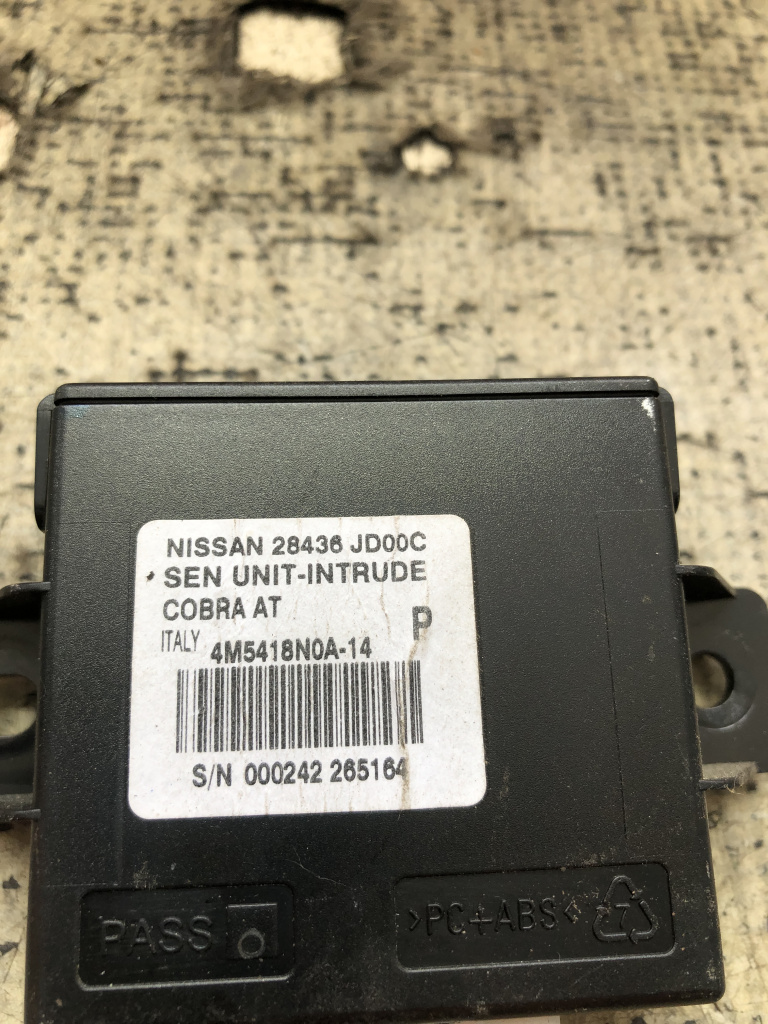 NISSAN 28436 JD00C
SEN UNIT-INTRUDE
COBRA AT
P
ITALY 4M5418N0A-14
S/N 000242 265164
PASS
>PC+ABS< 7